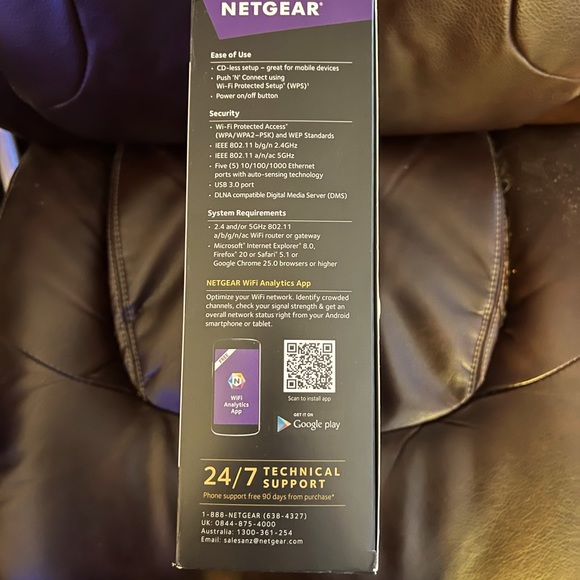 NETGEAR®
Ease of Use
• CD-less setup – great for mobile devices
• Push 'N' Connect using
Wi-Fi Protected Setup® (WPS)¹
• Power on/off button
Security
• Wi-Fi Protected Access®
(WPA/WPA2–PSK) and WEP Standards
• IEEE 802.11 b/g/n 2.4GHz
• IEEE 802.11 a/n/ac 5GHz
• Five (5) 10/100/1000 Ethernet
ports with auto-sensing technology
• USB 3.0 port
• DLNA compatible Digital Media Server (DMS)
System Requirements
• 2.4 and/or 5GHz 802.11
a/b/g/n/ac WiFi router or gateway
• Microsoft® Internet Explorer® 8.0,
Firefox® 20 or Safari® 5.1 or
Google Chrome 25.0 browsers or higher
NETGEAR WiFi Analytics App
Optimize your WiFi network. Identify crowded
channels, check your signal strength & get an
overall network status right from your Android
smartphone or tablet.
FREE
N
WiFi
Analytics
App
Scan to install app
GET IT ON
Google play
24/7 TECHNICAL
SUPPORT
Phone support free 90 days from purchase*
1-888-NETGEAR (638-4327)
UK: 0844-875-4000
Australia: 1300-361-254
Email: salesanz@netgear.com